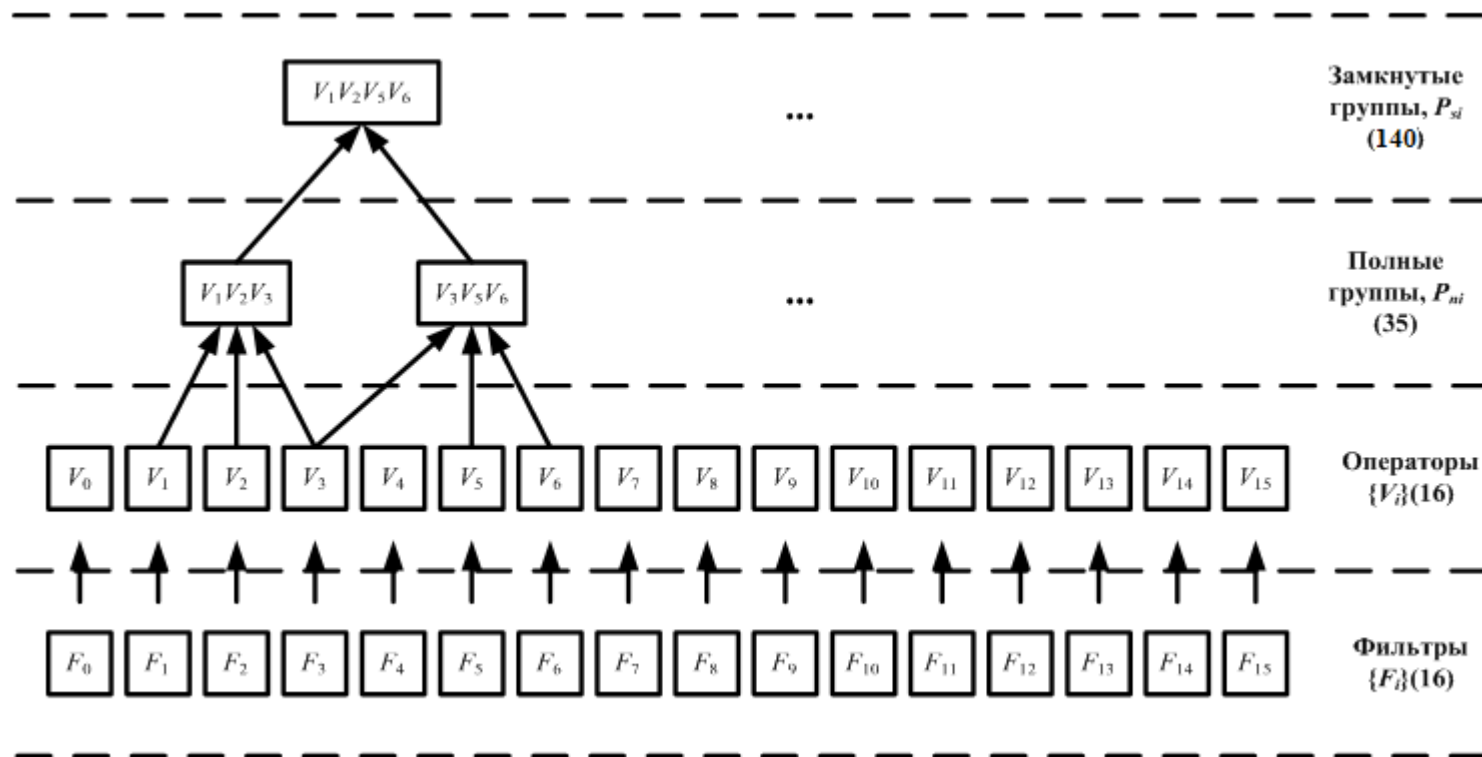 V₁V₂V₅V₆
...
Замкнутые
группы, Pₛᵢ
(140)
V₁V₂V₃
V₃V₅V₆
...
Полные
группы, Pₙᵢ
(35)
V₀ V₁ V₂ V₃ V₄ V₅ V₆ V₇ V₈ V₉ V₁₀ V₁₁ V₁₂ V₁₃ V₁₄ V₁₅
Операторы
{Vᵢ}(16)
F₀ F₁ F₂ F₃ F₄ F₅ F₆ F₇ F₈ F₉ F₁₀ F₁₁ F₁₂ F₁₃ F₁₄ F₁₅
Фильтры
{Fᵢ}(16)